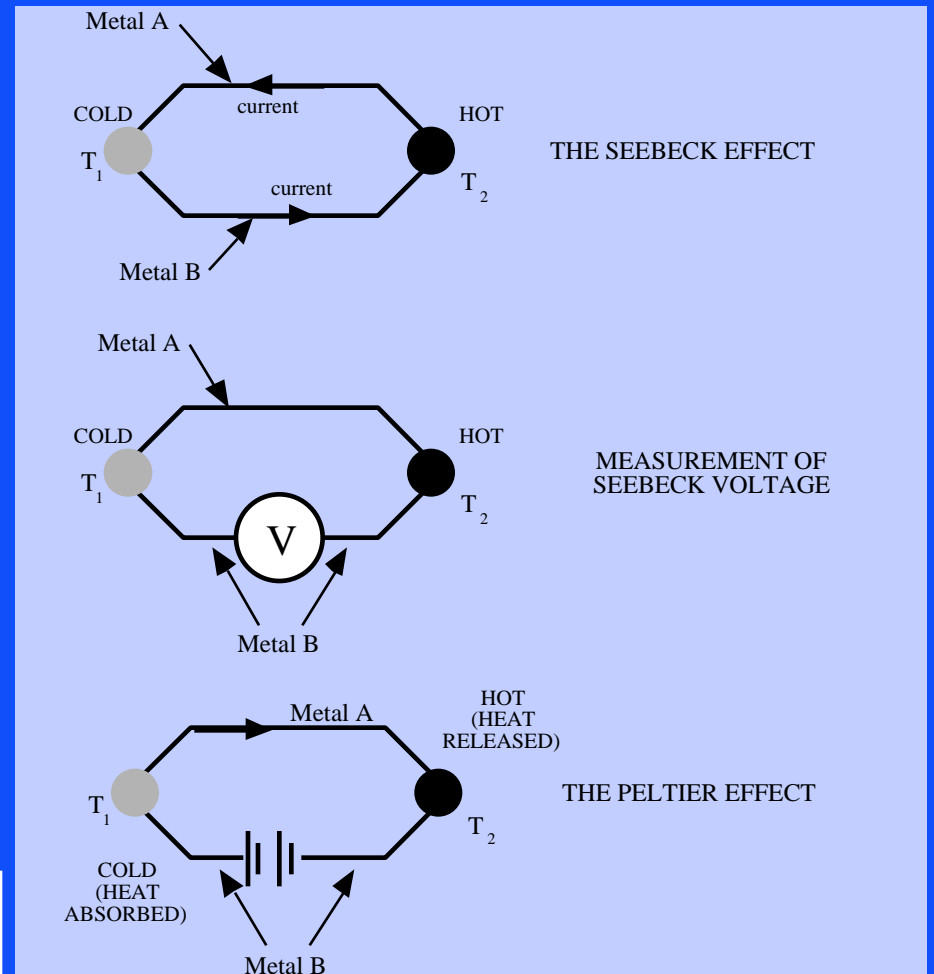 Metal A
COLD
current
HOT
T1
THE SEEBECK EFFECT
T2
current
Metal B
Metal A
COLD
HOT
T1
MEASUREMENT OF
SEEBECK VOLTAGE
T2
V
Metal B
Metal A
HOT
(HEAT
RELEASED)
T1
THE PELTIER EFFECT
T2
COLD
(HEAT
ABSORBED)
Metal B